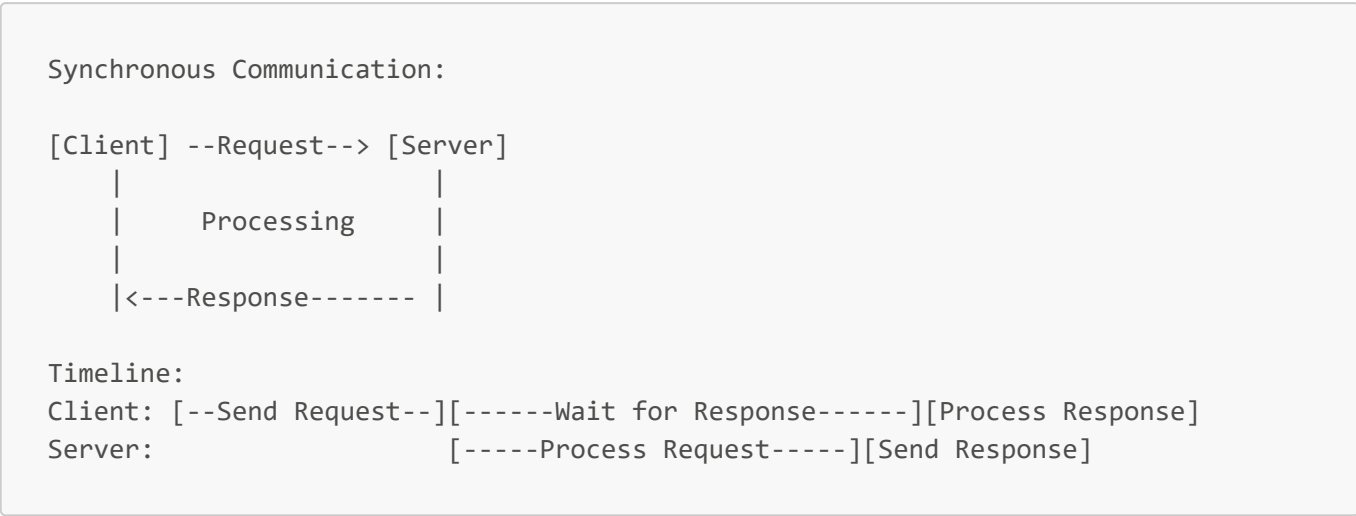 Synchronous Communication:
[Client] --Request--> [Server]
    |                   |
    |     Processing    |
    |                   |
    |<---Response------- |
Timeline:
Client: [--Send Request--][------Wait for Response------][Process Response]
Server:                  [-----Process Request-----][Send Response]